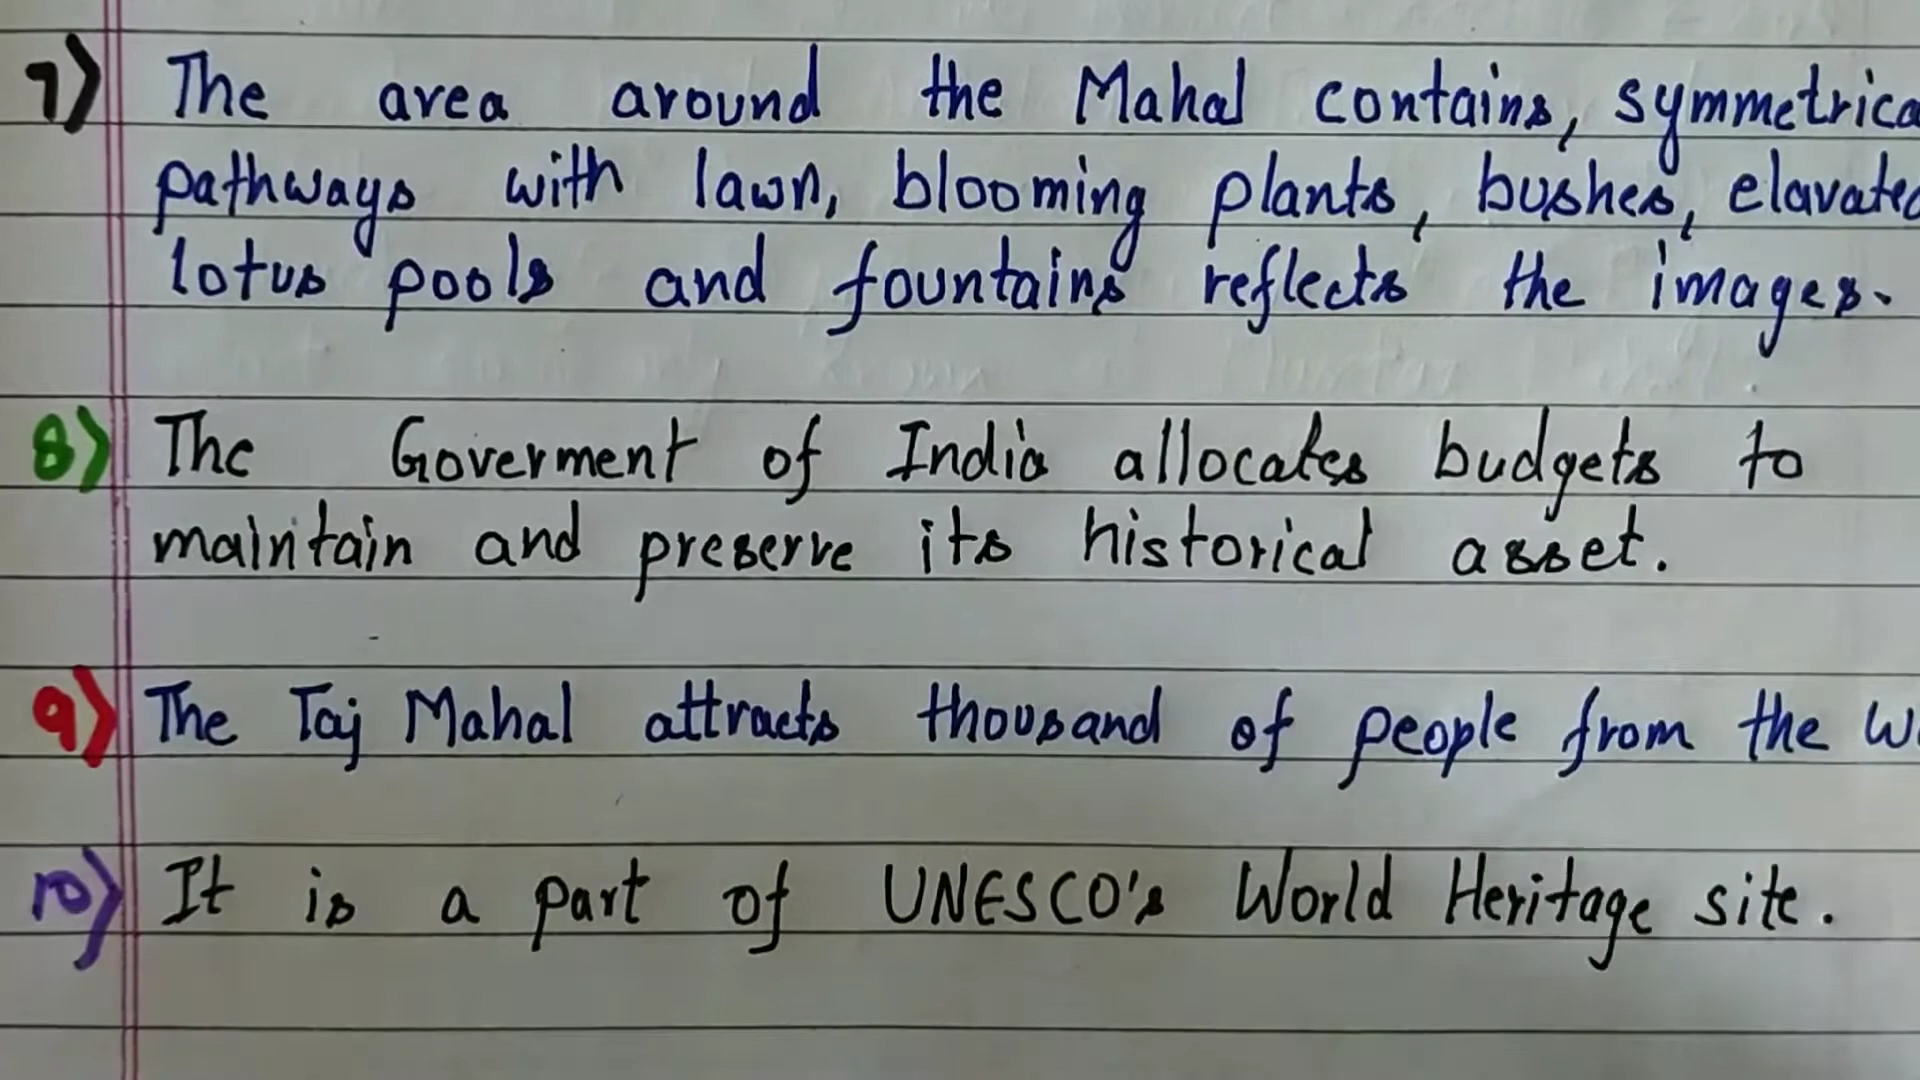 7) The area around the Mahal contains, symmetrica
pathways with lawn, blooming plants, bushes, elavated
lotus pools and fountains reflects the images.
8) The Goverment of India allocates budgets to
maintain and preserve its historical asset.
9) The Taj Mahal attracts thousand of people from the
10) It is a part of UNESCO's World Heritage site.